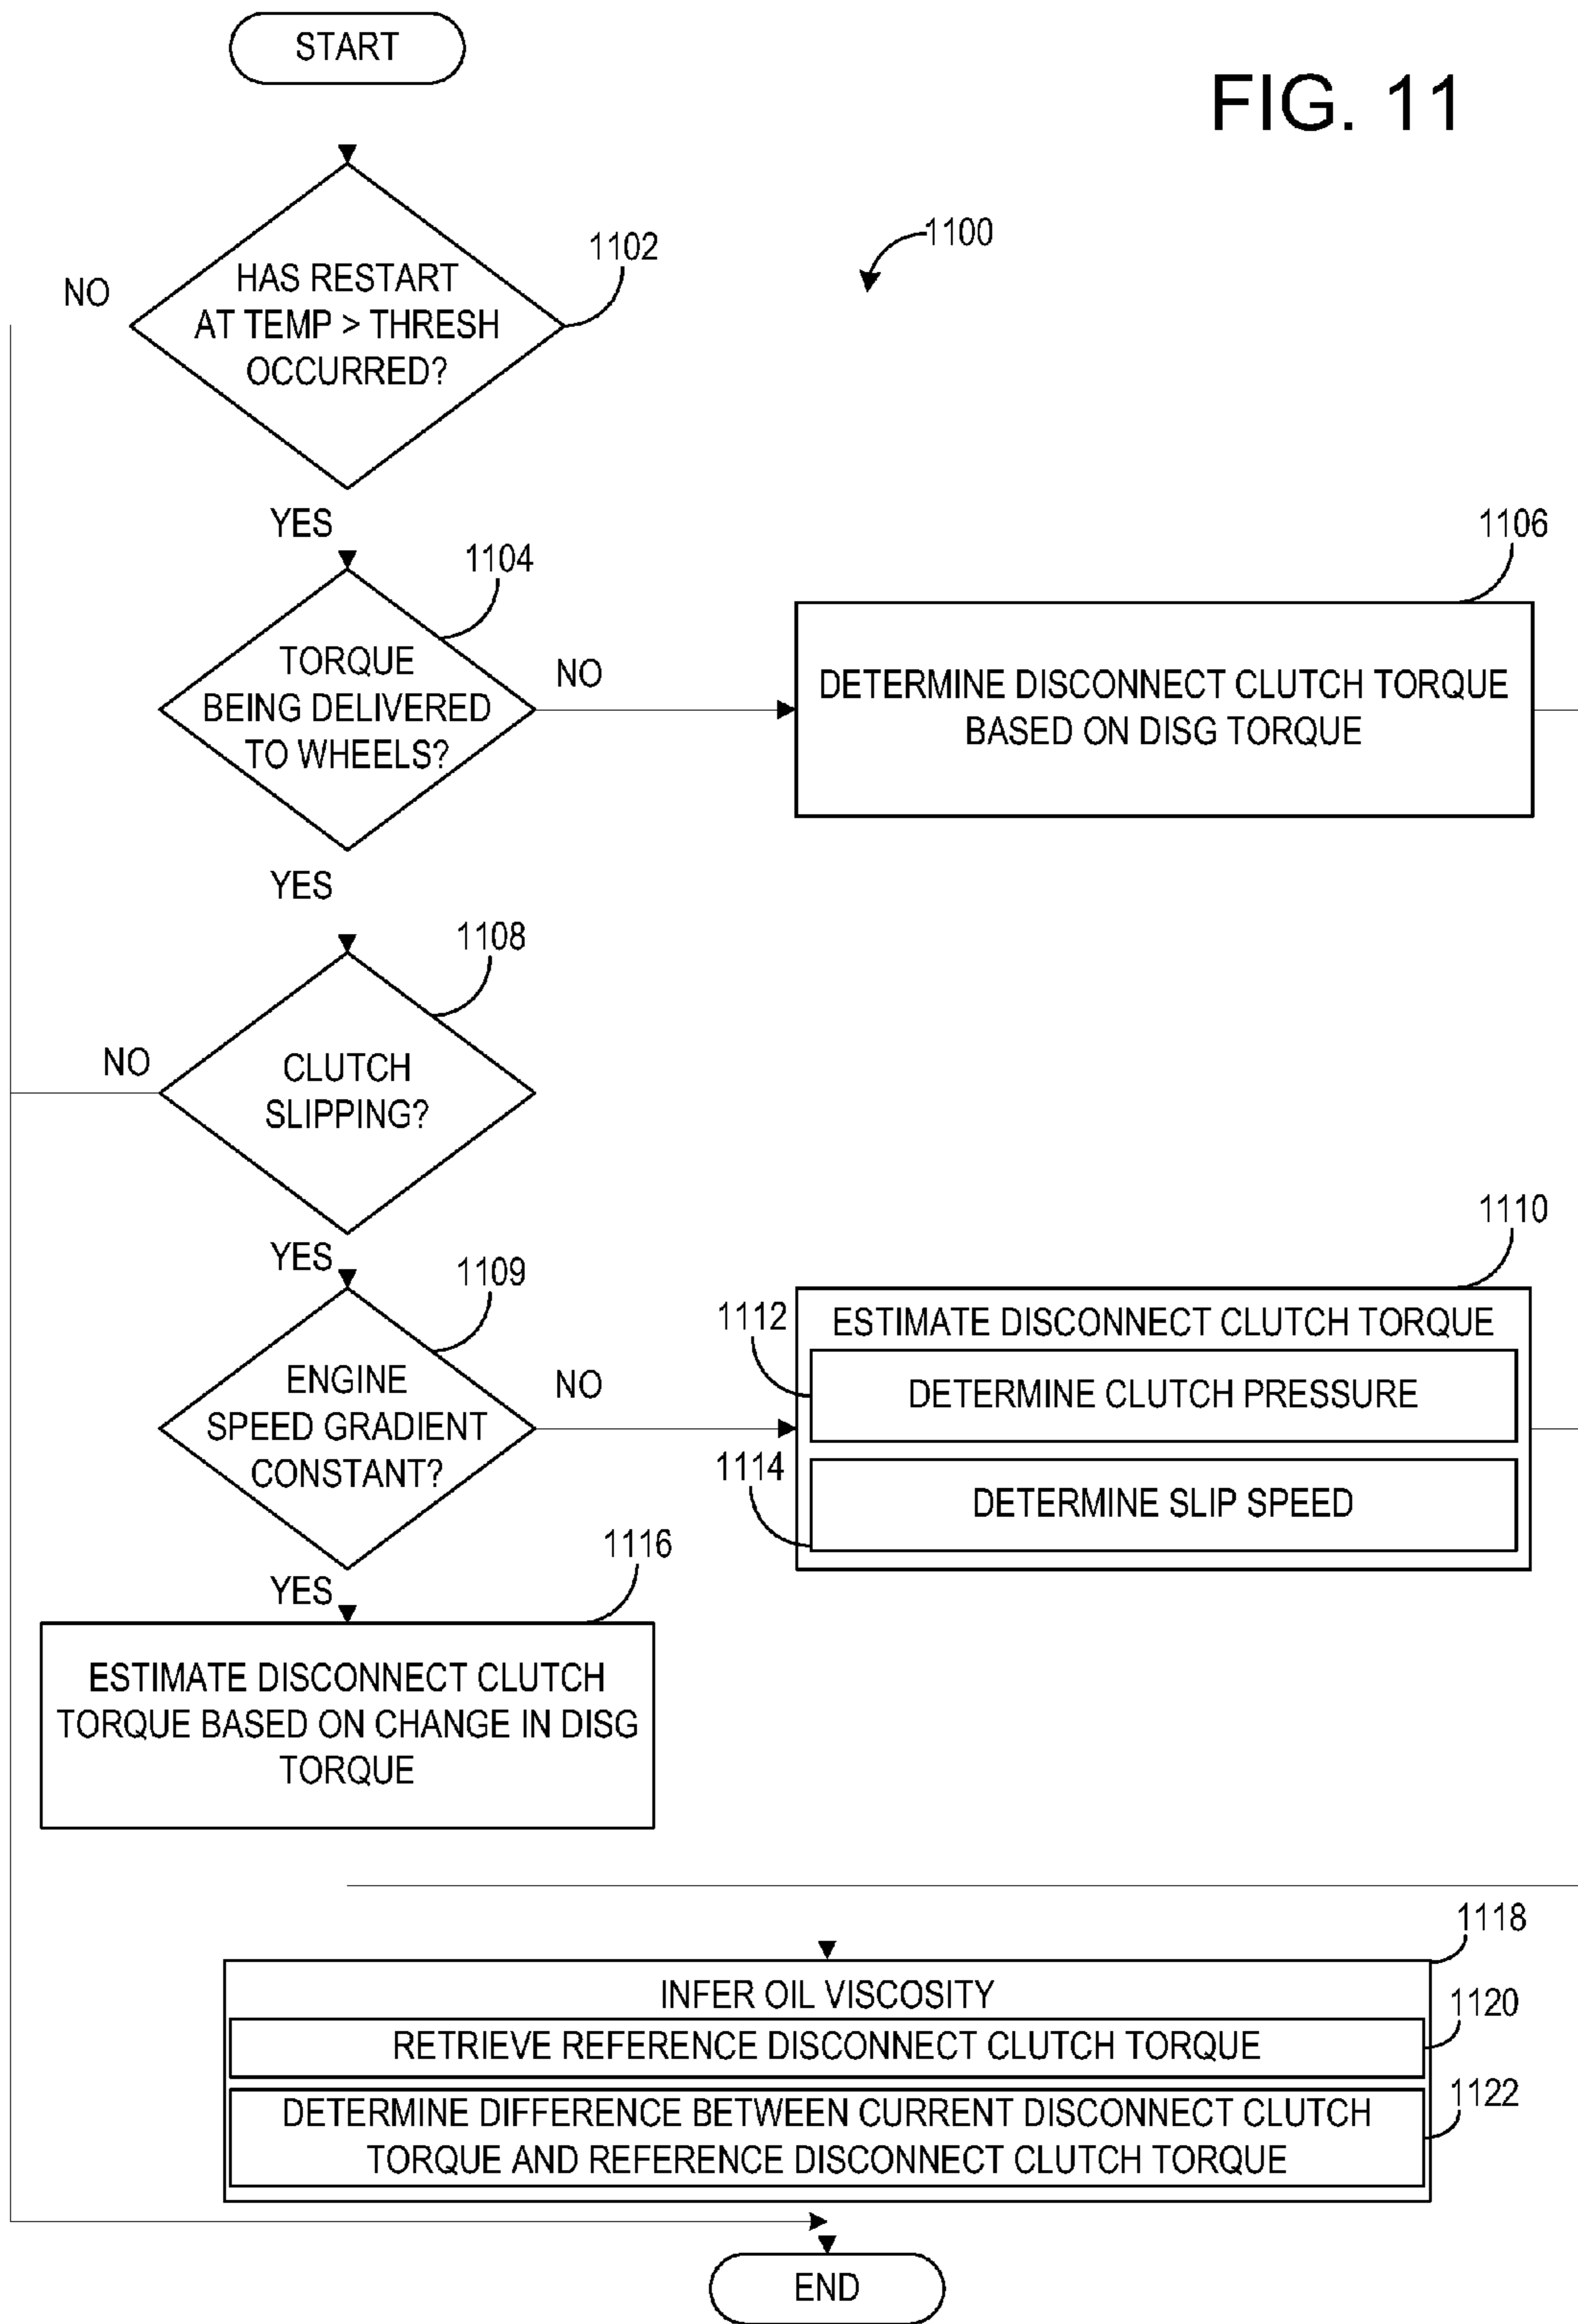 START
FIG. 11
1100
1102
HAS RESTART
AT TEMP > THRESH
OCCURRED?
NO
YES
1104
TORQUE
BEING DELIVERED
TO WHEELS?
NO
1106
DETERMINE DISCONNECT CLUTCH TORQUE
BASED ON DISG TORQUE
YES
1108
CLUTCH
SLIPPING?
NO
YES
1109
ENGINE
SPEED GRADIENT
CONSTANT?
NO
1110
ESTIMATE DISCONNECT CLUTCH TORQUE
1112
DETERMINE CLUTCH PRESSURE
1114
DETERMINE SLIP SPEED
YES
1116
ESTIMATE DISCONNECT CLUTCH
TORQUE BASED ON CHANGE IN DISG
TORQUE
1118
INFER OIL VISCOSITY
1120
RETRIEVE REFERENCE DISCONNECT CLUTCH TORQUE
1122
DETERMINE DIFFERENCE BETWEEN CURRENT DISCONNECT CLUTCH
TORQUE AND REFERENCE DISCONNECT CLUTCH TORQUE
END